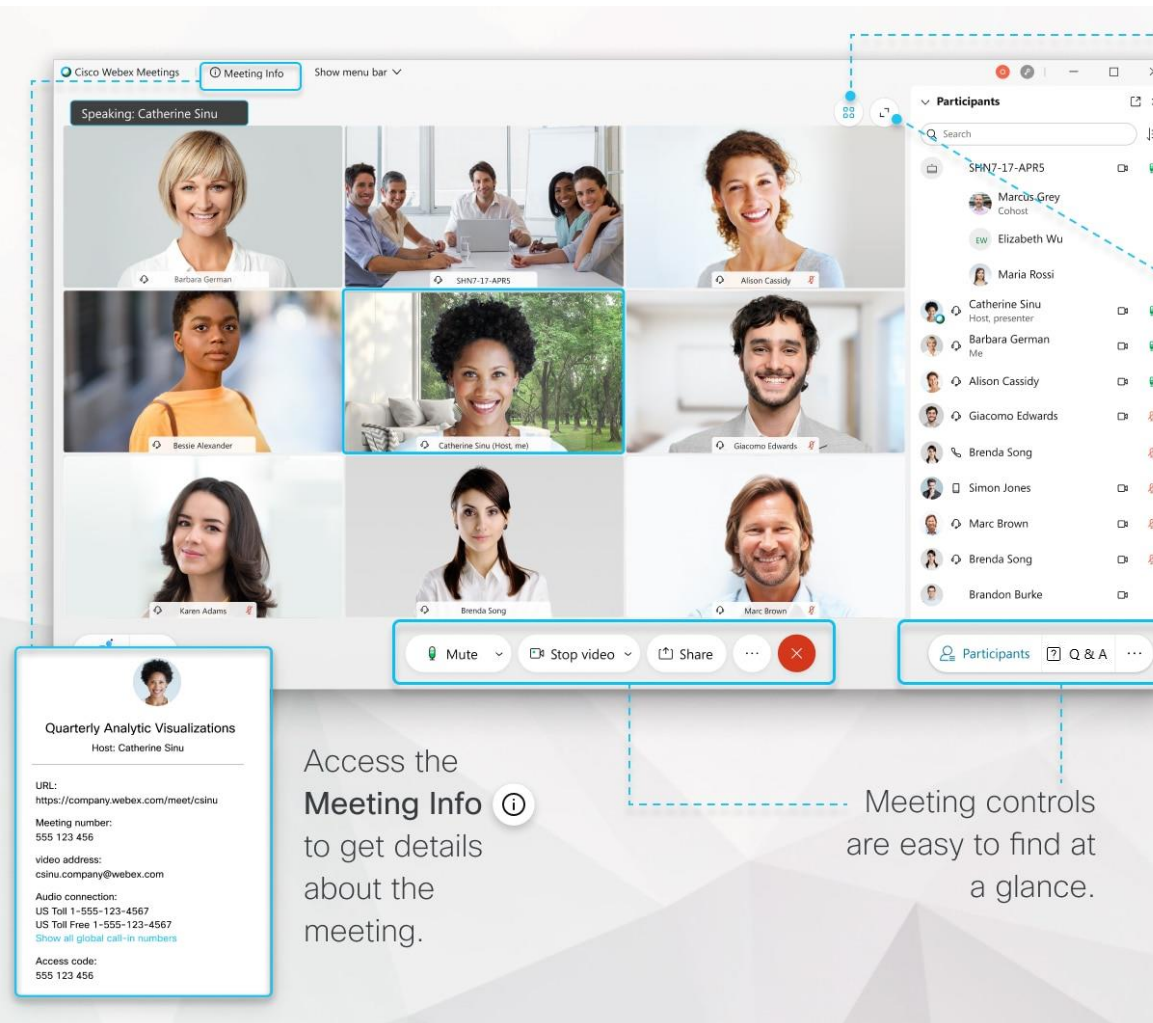 Cisco Webex Meetings
Meeting Info
Show menu bar
Speaking: Catherine Sinu
Barbara German
SHN7-17-APR5
Alison Cassidy
Bessie Alexander
Catherine Sinu (Host, me)
Giacomo Edwards
Karen Adams
Brenda Song
Marc Brown
Participants
Search
SHN7-17-APR5
Marcus Grey
Cohost
EW
Elizabeth Wu
Maria Rossi
Catherine Sinu
Host, presenter
Barbara German
Me
Alison Cassidy
Giacomo Edwards
Brenda Song
Simon Jones
Marc Brown
Brenda Song
Brandon Burke
Mute
Stop video
Share
Participants
Q & A
Quarterly Analytic Visualizations
Host: Catherine Sinu
URL:
https://company.webex.com/meet/csinu
Meeting number:
555 123 456
video address:
csinu.company@webex.com
Audio connection:
US Toll 1-555-123-4567
US Toll Free 1-555-123-4567
Show all global call-in numbers
Access code:
555 123 456
Access the
Meeting Info
to get details
about the
meeting.
Meeting controls
are easy to find at
a glance.